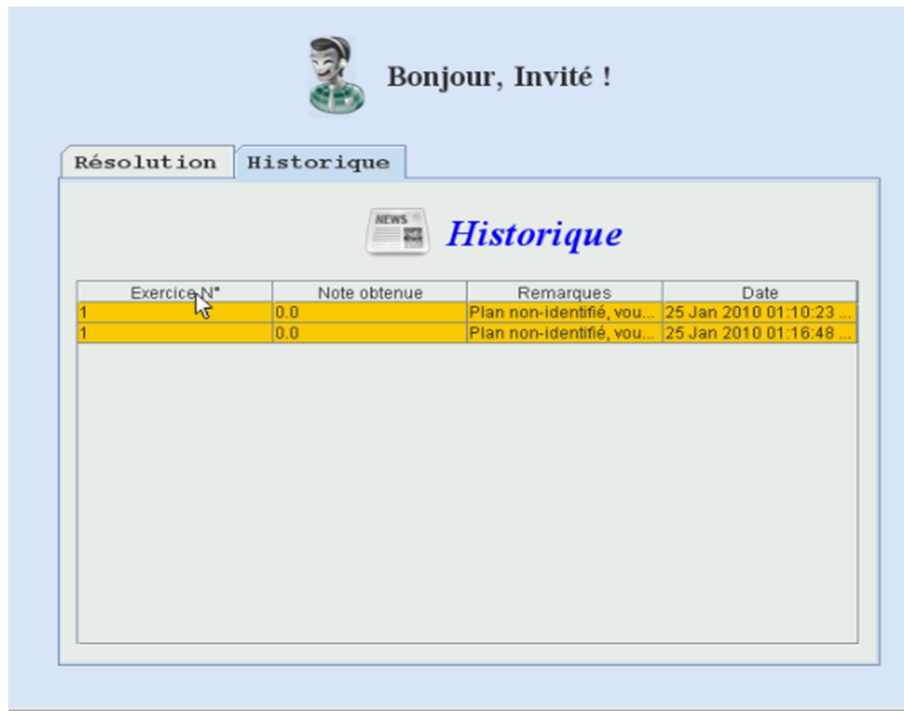 Bonjour, Invité !
Résolution Historique
NEWS
Historique
Exercice N° Note obtenue Remarques Date
1 0.0 Plan non-identifié, vou... 25 Jan 2010 01:10:23 ...
1 0.0 Plan non-identifié, vou... 25 Jan 2010 01:16:48 ...